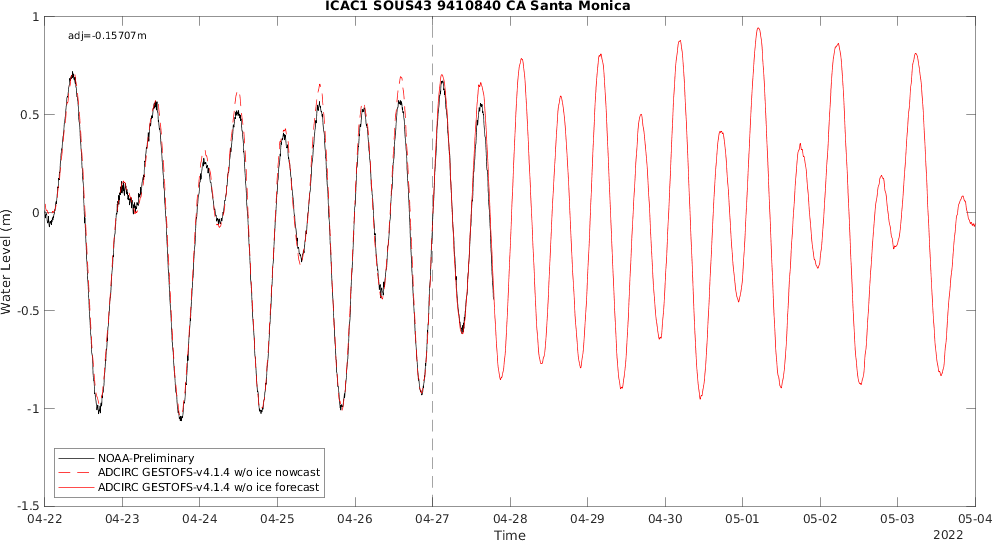 ICAC1 SOUS43 9410840 CA Santa Monica
adj=-0.15707m
1
0.5
0
-0.5
-1
-1.5
Water Level (m)
NOAA-Preliminary
ADCIRC GESTOFS-v4.1.4 w/o ice nowcast
ADCIRC GESTOFS-v4.1.4 w/o ice forecast
04-22 04-23 04-24 04-25 04-26 04-27 04-28 04-29 04-30 05-01 05-02 05-03 05-04
Time
2022